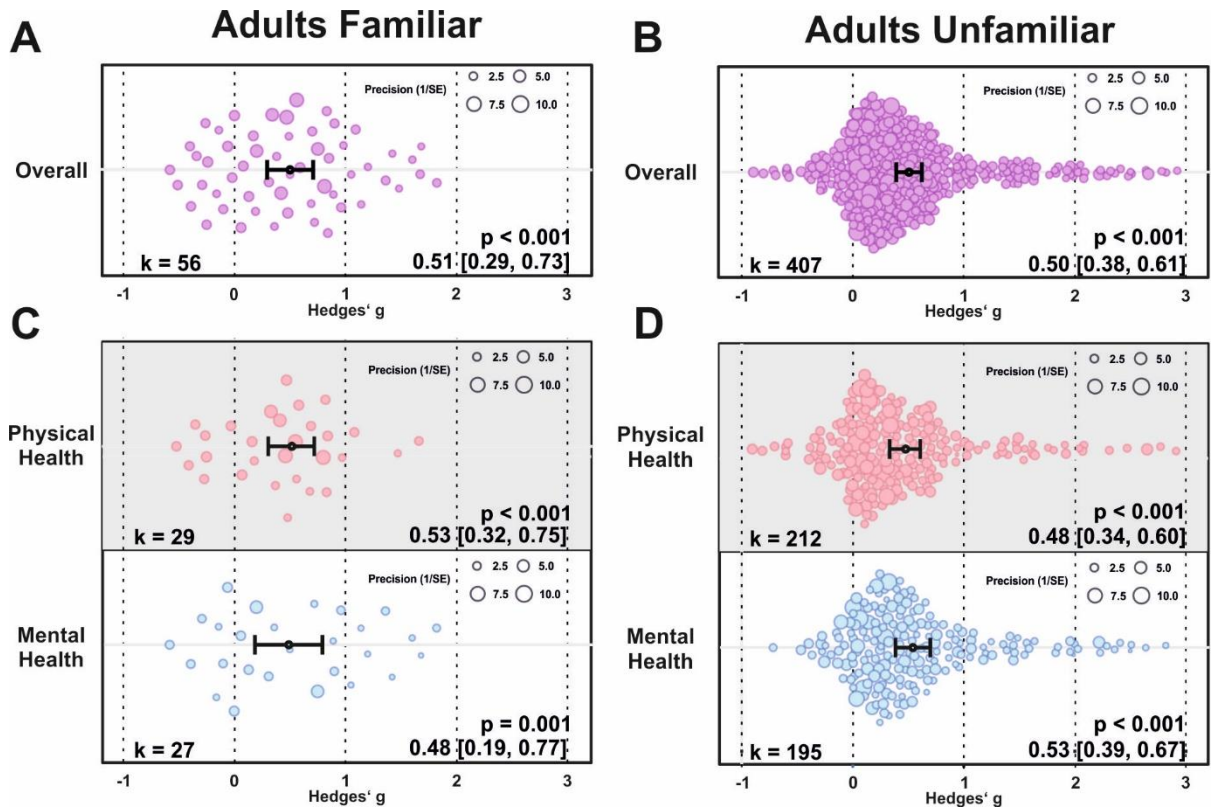 A
Adults Familiar
Precision (1/SE)
2.5 5.0
7.5 10.0
Overall
p < 0.001
k = 56
0.51 [0.29, 0.73]
-1 0 1 2 3
Hedges‘ g
B
Adults Unfamiliar
Precision (1/SE)
2.5 5.0
7.5 10.0
Overall
p < 0.001
k = 407
0.50 [0.38, 0.61]
-1 0 1 2 3
Hedges‘ g
C
Precision (1/SE)
2.5 5.0
7.5 10.0
Physical
Health
p < 0.001
k = 29
0.53 [0.32, 0.75]
Precision (1/SE)
2.5 5.0
7.5 10.0
Mental
Health
p = 0.001
k = 27
0.48 [0.19, 0.77]
-1 0 1 2 3
Hedges‘ g
D
Precision (1/SE)
2.5 5.0
7.5 10.0
Physical
Health
p < 0.001
k = 212
0.48 [0.34, 0.60]
Precision (1/SE)
2.5 5.0
7.5 10.0
Mental
Health
p < 0.001
k = 195
0.53 [0.39, 0.67]
-1 0 1 2 3
Hedges‘ g